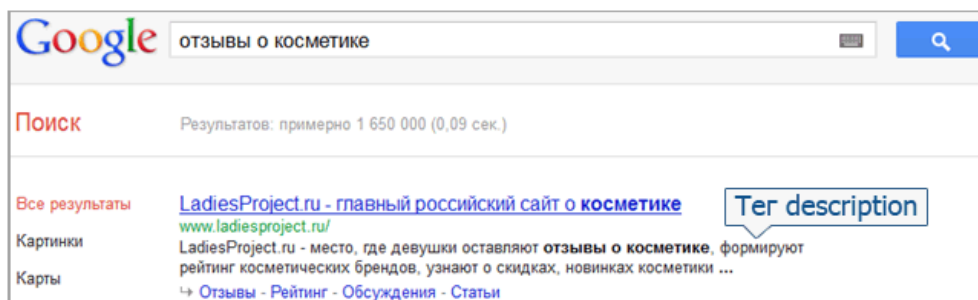 Google отзывы о косметике
Поиск Результатов: примерно 1 650 000 (0,09 сек.)
Все результаты
Картинки
Карты
LadiesProject.ru - главный российский сайт о косметике
www.ladiesproject.ru/
LadiesProject.ru - место, где девушки оставляют отзывы о косметике, формируют
рейтинг косметических брендов, узнают о скидках, новинках косметики ...
↳ Отзывы - Рейтинг - Обсуждения - Статьи
Тег description